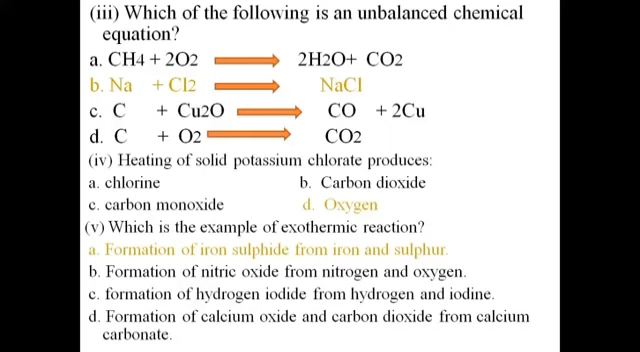 (iii) Which of the following is an unbalanced chemical
equation?
a. CH4 + 2O2 2H2O+ CO2
b. Na + Cl2 NaCl
c. C + Cu2O CO + 2Cu
d. C + O2 CO2
(iv) Heating of solid potassium chlorate produces:
a. chlorine b. Carbon dioxide
c. carbon monoxide d. Oxygen
(v) Which is the example of exothermic reaction?
a. Formation of iron sulphide from iron and sulphur.
b. Formation of nitric oxide from nitrogen and oxygen.
c. formation of hydrogen iodide from hydrogen and iodine.
d. Formation of calcium oxide and carbon dioxide from calcium
carbonate.